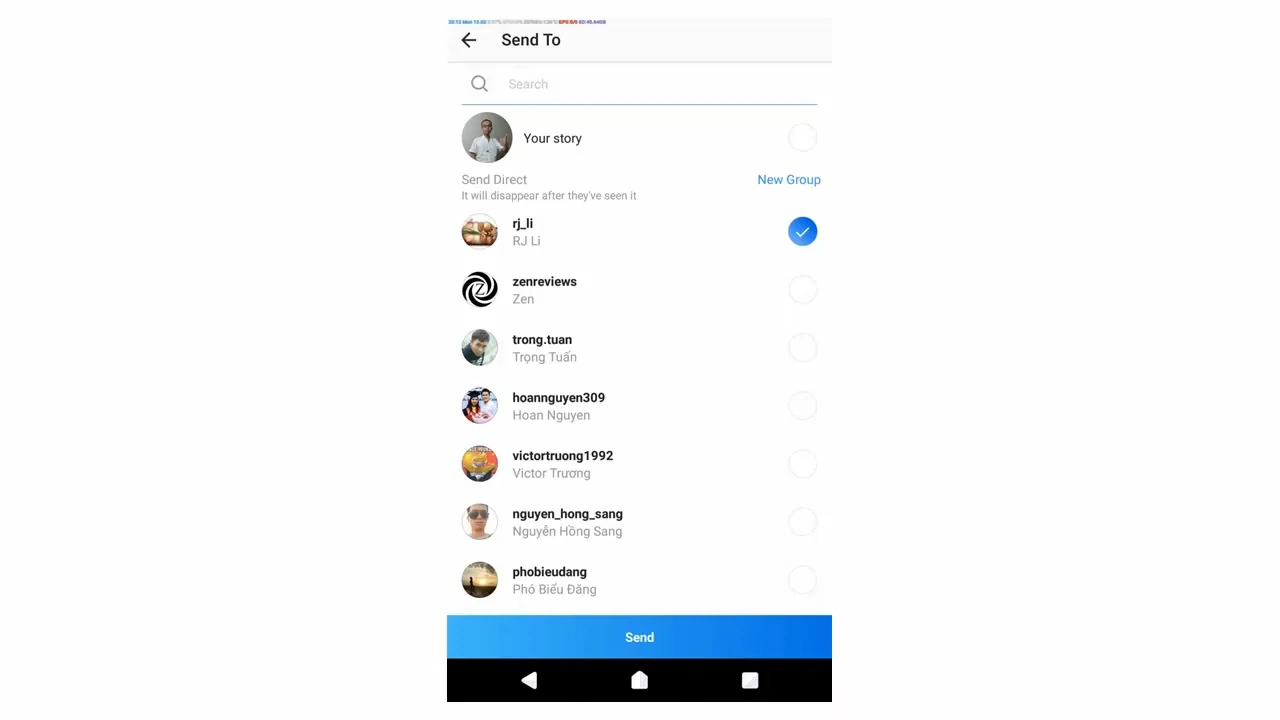 Send To
Search
Your story
Send Direct
New Group
It will disappear after they've seen it
rj_li
RJ Li
zenreviews
Zen
trong.tuan
Trọng Tuấn
hoannguyen309
Hoan Nguyen
victortruong1992
Victor Trương
nguyen_hong_sang
Nguyễn Hồng Sang
phobieudang
Phó Biểu Đăng
Send